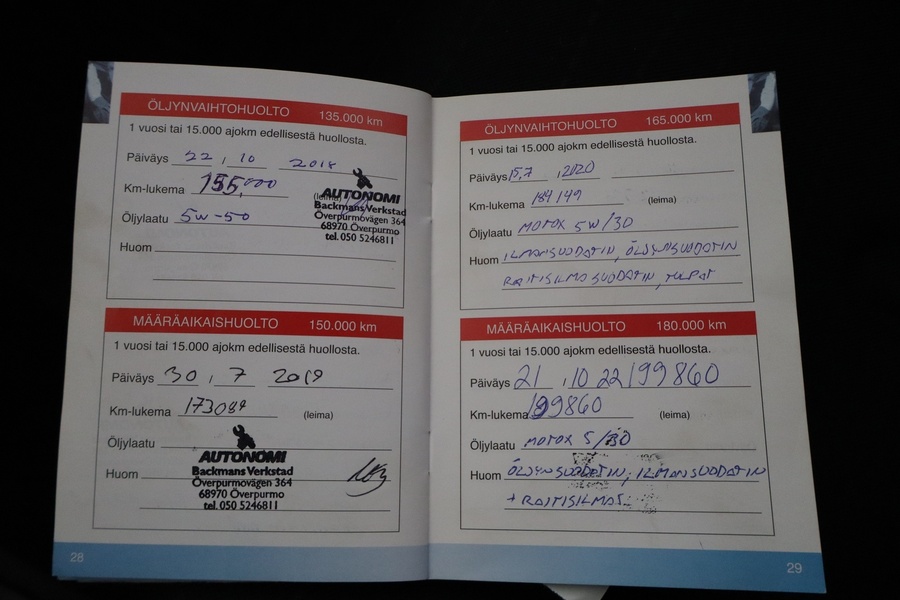 ÖLJYNVAIHTOHUOLTO 135.000 km
1 vuosi tai 15.000 ajokm edellisestä huollosta.
Päiväys 22 , 10 2018
Km-lukema 155,000 (leima)
Öljylaatu 5W-50
Huom
AUTONOMI
Backmans Verkstad
Överpurmovägen 364
68970 Överpurmo
tel. 050 5246811
MÄÄRÄAIKAISHUOLTO 150.000 km
1 vuosi tai 15.000 ajokm edellisestä huollosta.
Päiväys 30 , 7 2019
Km-lukema 173084 (leima)
Öljylaatu
Huom
AUTONOMI
Backmans Verkstad
Överpurmovägen 364
68970 Överpurmo
tel. 050 5246811
28
ÖLJYNVAIHTOHUOLTO 165.000 km
1 vuosi tai 15.000 ajokm edellisestä huollosta.
Päiväys 15.7 , 2020
Km-lukema 184149 (leima)
Öljylaatu MOTOX 5W/30
Huom ILMANSUODATIN, ÖLJYNSUODATIN
RAITISILMASUODATIN, TULPAT
MÄÄRÄAIKAISHUOLTO 180.000 km
1 vuosi tai 15.000 ajokm edellisestä huollosta.
Päiväys 21 , 10 22 199860
Km-lukema 199860 (leima)
Öljylaatu MOTOX 5/30
Huom ÖLJYNSUODATIN, ILMANSUODATIN
+ RAITISILMAS.
29